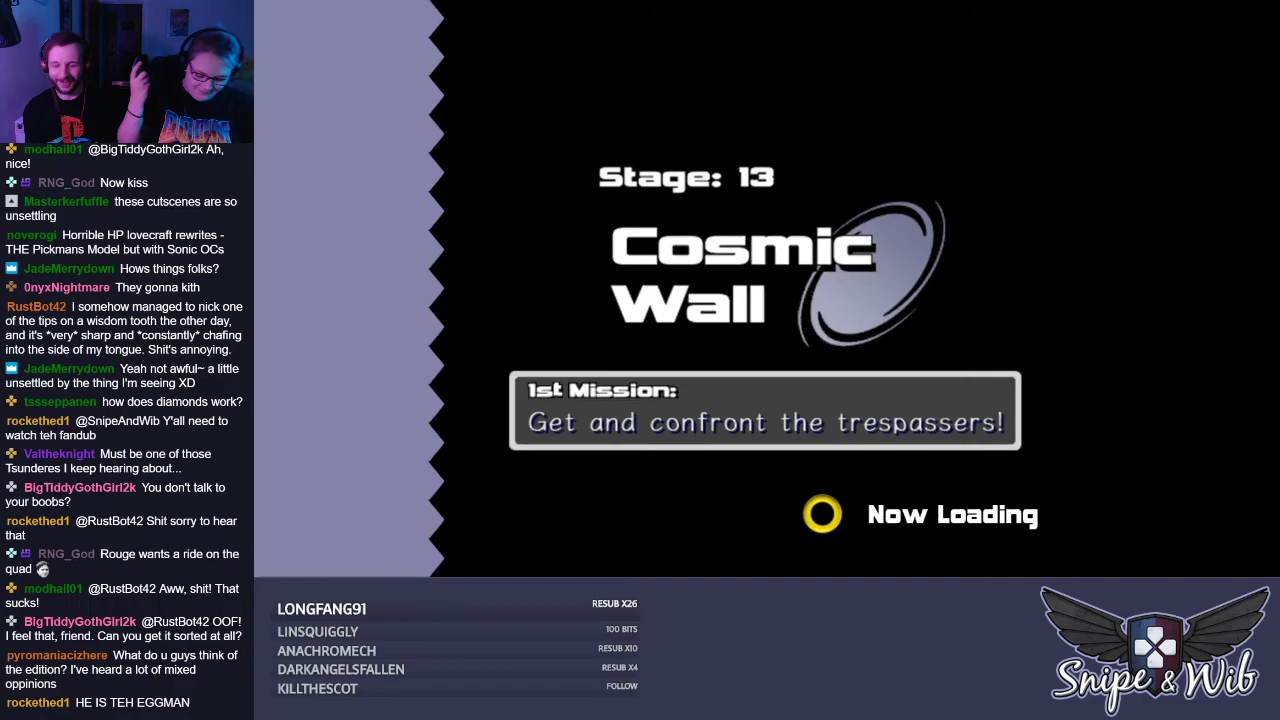 modhail01 @BigTiddyGothGirl2k Ah,
nice!
RNG_God Now kiss
Masterkerfuffle these cutscenes are so
unsettling
noverogi Horrible HP lovecraft rewrites -
THE Pickmans Model but with Sonic OCs
JadeMerrydown Hows things folks?
0nyxNightmare They gonna kith
RustBot42 I somehow managed to nick one
of the tips on a wisdom tooth the other day,
and it's *very* sharp and *constantly* chafing
into the side of my tongue. Shit's annoying.
JadeMerrydown Yeah not awful~ a little
unsettled by the thing I'm seeing XD
tssseppanen how does diamonds work?
rockethed1 @SnipeAndWib Y'all need to
watch teh fandub
Valtheknight Must be one of those
Tsunderes I keep hearing about...
BigTiddyGothGirl2k You don't talk to
your boobs?
rockethed1 @RustBot42 Shit sorry to hear
that
RNG_God Rouge wants a ride on the
quad
modhail01 @RustBot42 Aww, shit! That
sucks!
BigTiddyGothGirl2k @RustBot42 OOF!
I feel that, friend. Can you get it sorted at all?
pyromaniacizhere What do u guys think of
the edition? I've heard a lot of mixed
oppinions
rockethed1 HE IS TEH EGGMAN
DOOM
Stage: 13
Cosmic
Wall
1st Mission:
Get and confront the trespassers!
Now Loading
LONGFANG91 RESUB X26
LINSQUIGGLY 100 BITS
ANACHROMECH RESUB X10
DARKANGELSFALLEN RESUB X4
KILLTHESCOT FOLLOW
Snipe & Wib